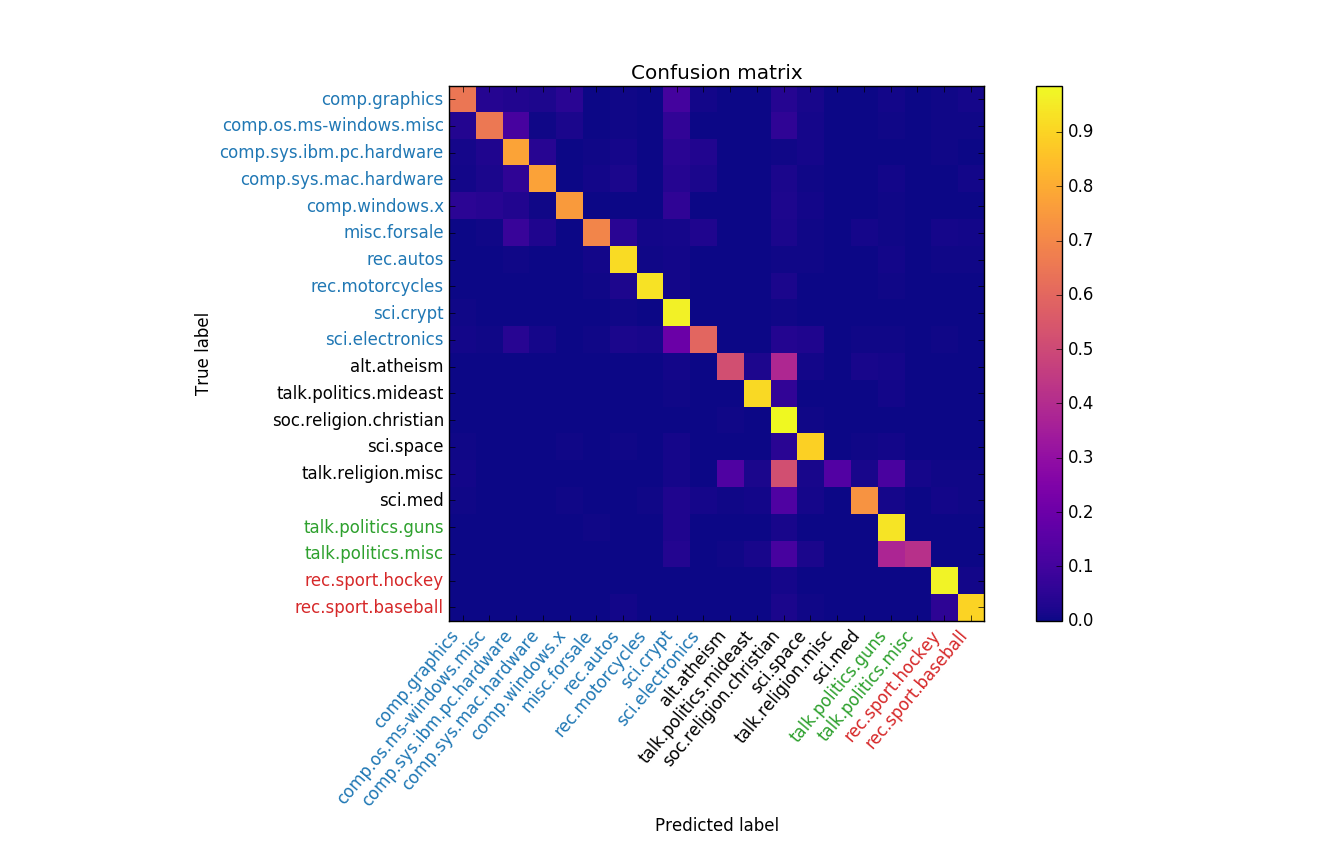 Confusion matrix
True label
comp.graphics
comp.os.ms-windows.misc
comp.sys.ibm.pc.hardware
comp.sys.mac.hardware
comp.windows.x
misc.forsale
rec.autos
rec.motorcycles
sci.crypt
sci.electronics
alt.atheism
talk.politics.mideast
soc.religion.christian
sci.space
talk.religion.misc
sci.med
talk.politics.guns
talk.politics.misc
rec.sport.hockey
rec.sport.baseball
0.9
0.8
0.7
0.6
0.5
0.4
0.3
0.2
0.1
0.0
comp.graphics
comp.os.ms-windows.misc
comp.sys.ibm.pc.hardware
comp.sys.mac.hardware
comp.windows.x
misc.forsale
rec.autos
rec.motorcycles
sci.crypt
sci.electronics
alt.atheism
talk.politics.mideast
soc.religion.christian
sci.space
talk.religion.misc
sci.med
talk.politics.guns
talk.politics.misc
rec.sport.hockey
rec.sport.baseball
Predicted label